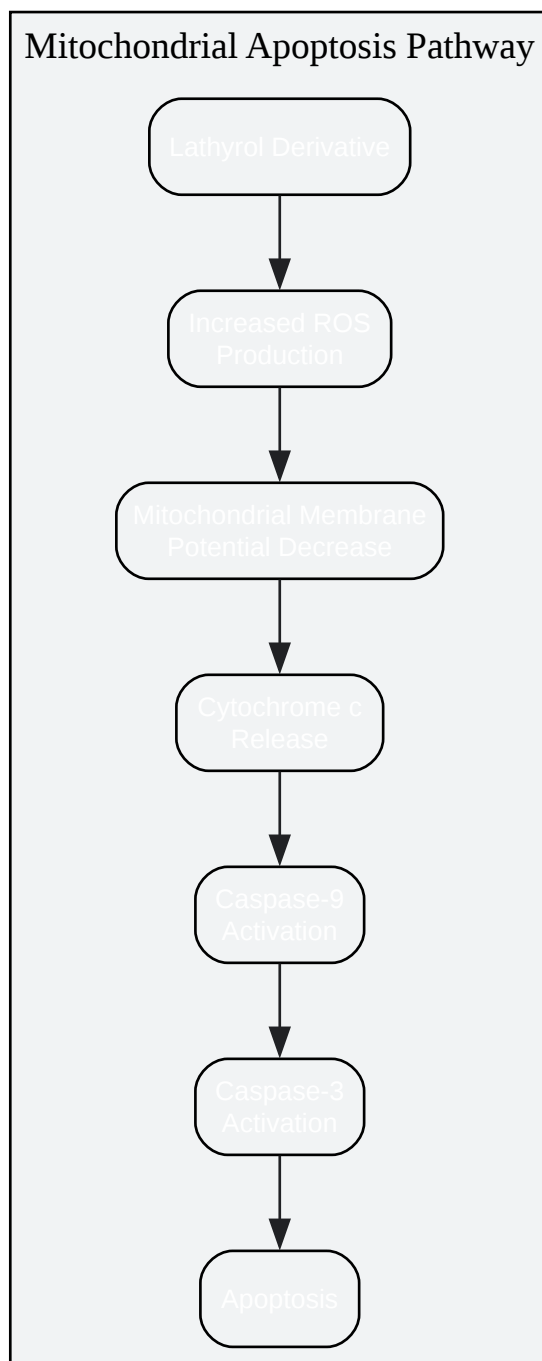 Mitochondrial Apoptosis Pathway
Lathyrol Derivative
Increased ROS
Production
Mitochondrial Membrane
Potential Decrease
Cytochrome c
Release
Caspase-9
Activation
Caspase-3
Activation
Apoptosis